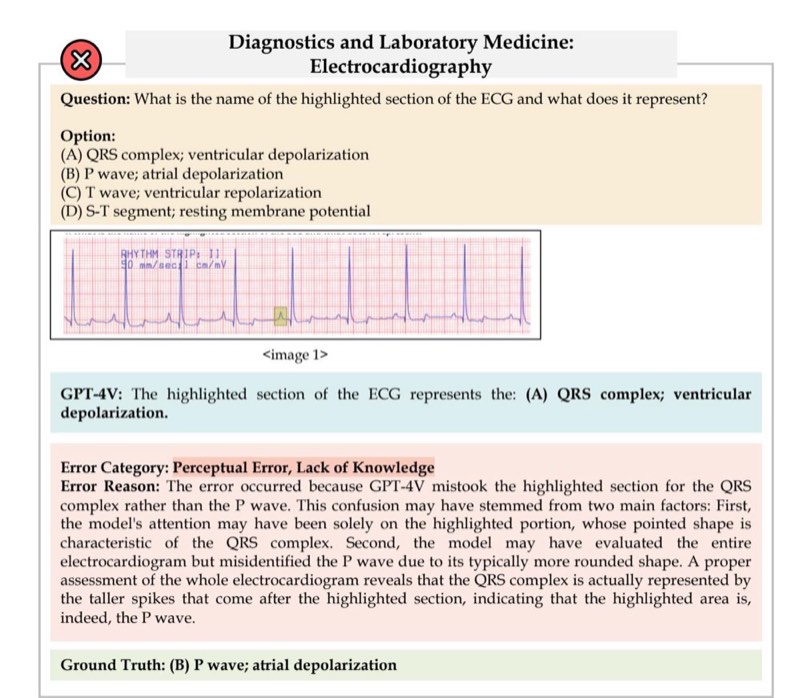 Diagnostics and Laboratory Medicine:
Electrocardiography
Question: What is the name of the highlighted section of the ECG and what does it represent?
Option:
(A) QRS complex; ventricular depolarization
(B) P wave; atrial depolarization
(C) T wave; ventricular repolarization
(D) S-T segment; resting membrane potential
RHYTHM STRIP: II
50 mm/sec; 1 cm/mV
<image 1>
GPT-4V: The highlighted section of the ECG represents the: (A) QRS complex; ventricular
depolarization.
Error Category: Perceptual Error, Lack of Knowledge
Error Reason: The error occurred because GPT-4V mistook the highlighted section for the QRS
complex rather than the P wave. This confusion may have stemmed from two main factors: First,
the model's attention may have been solely on the highlighted portion, whose pointed shape is
characteristic of the QRS complex. Second, the model may have evaluated the entire
electrocardiogram but misidentified the P wave due to its typically more rounded shape. A proper
assessment of the whole electrocardiogram reveals that the QRS complex is actually represented by
the taller spikes that come after the highlighted section, indicating that the highlighted area is,
indeed, the P wave.
Ground Truth: (B) P wave; atrial depolarization